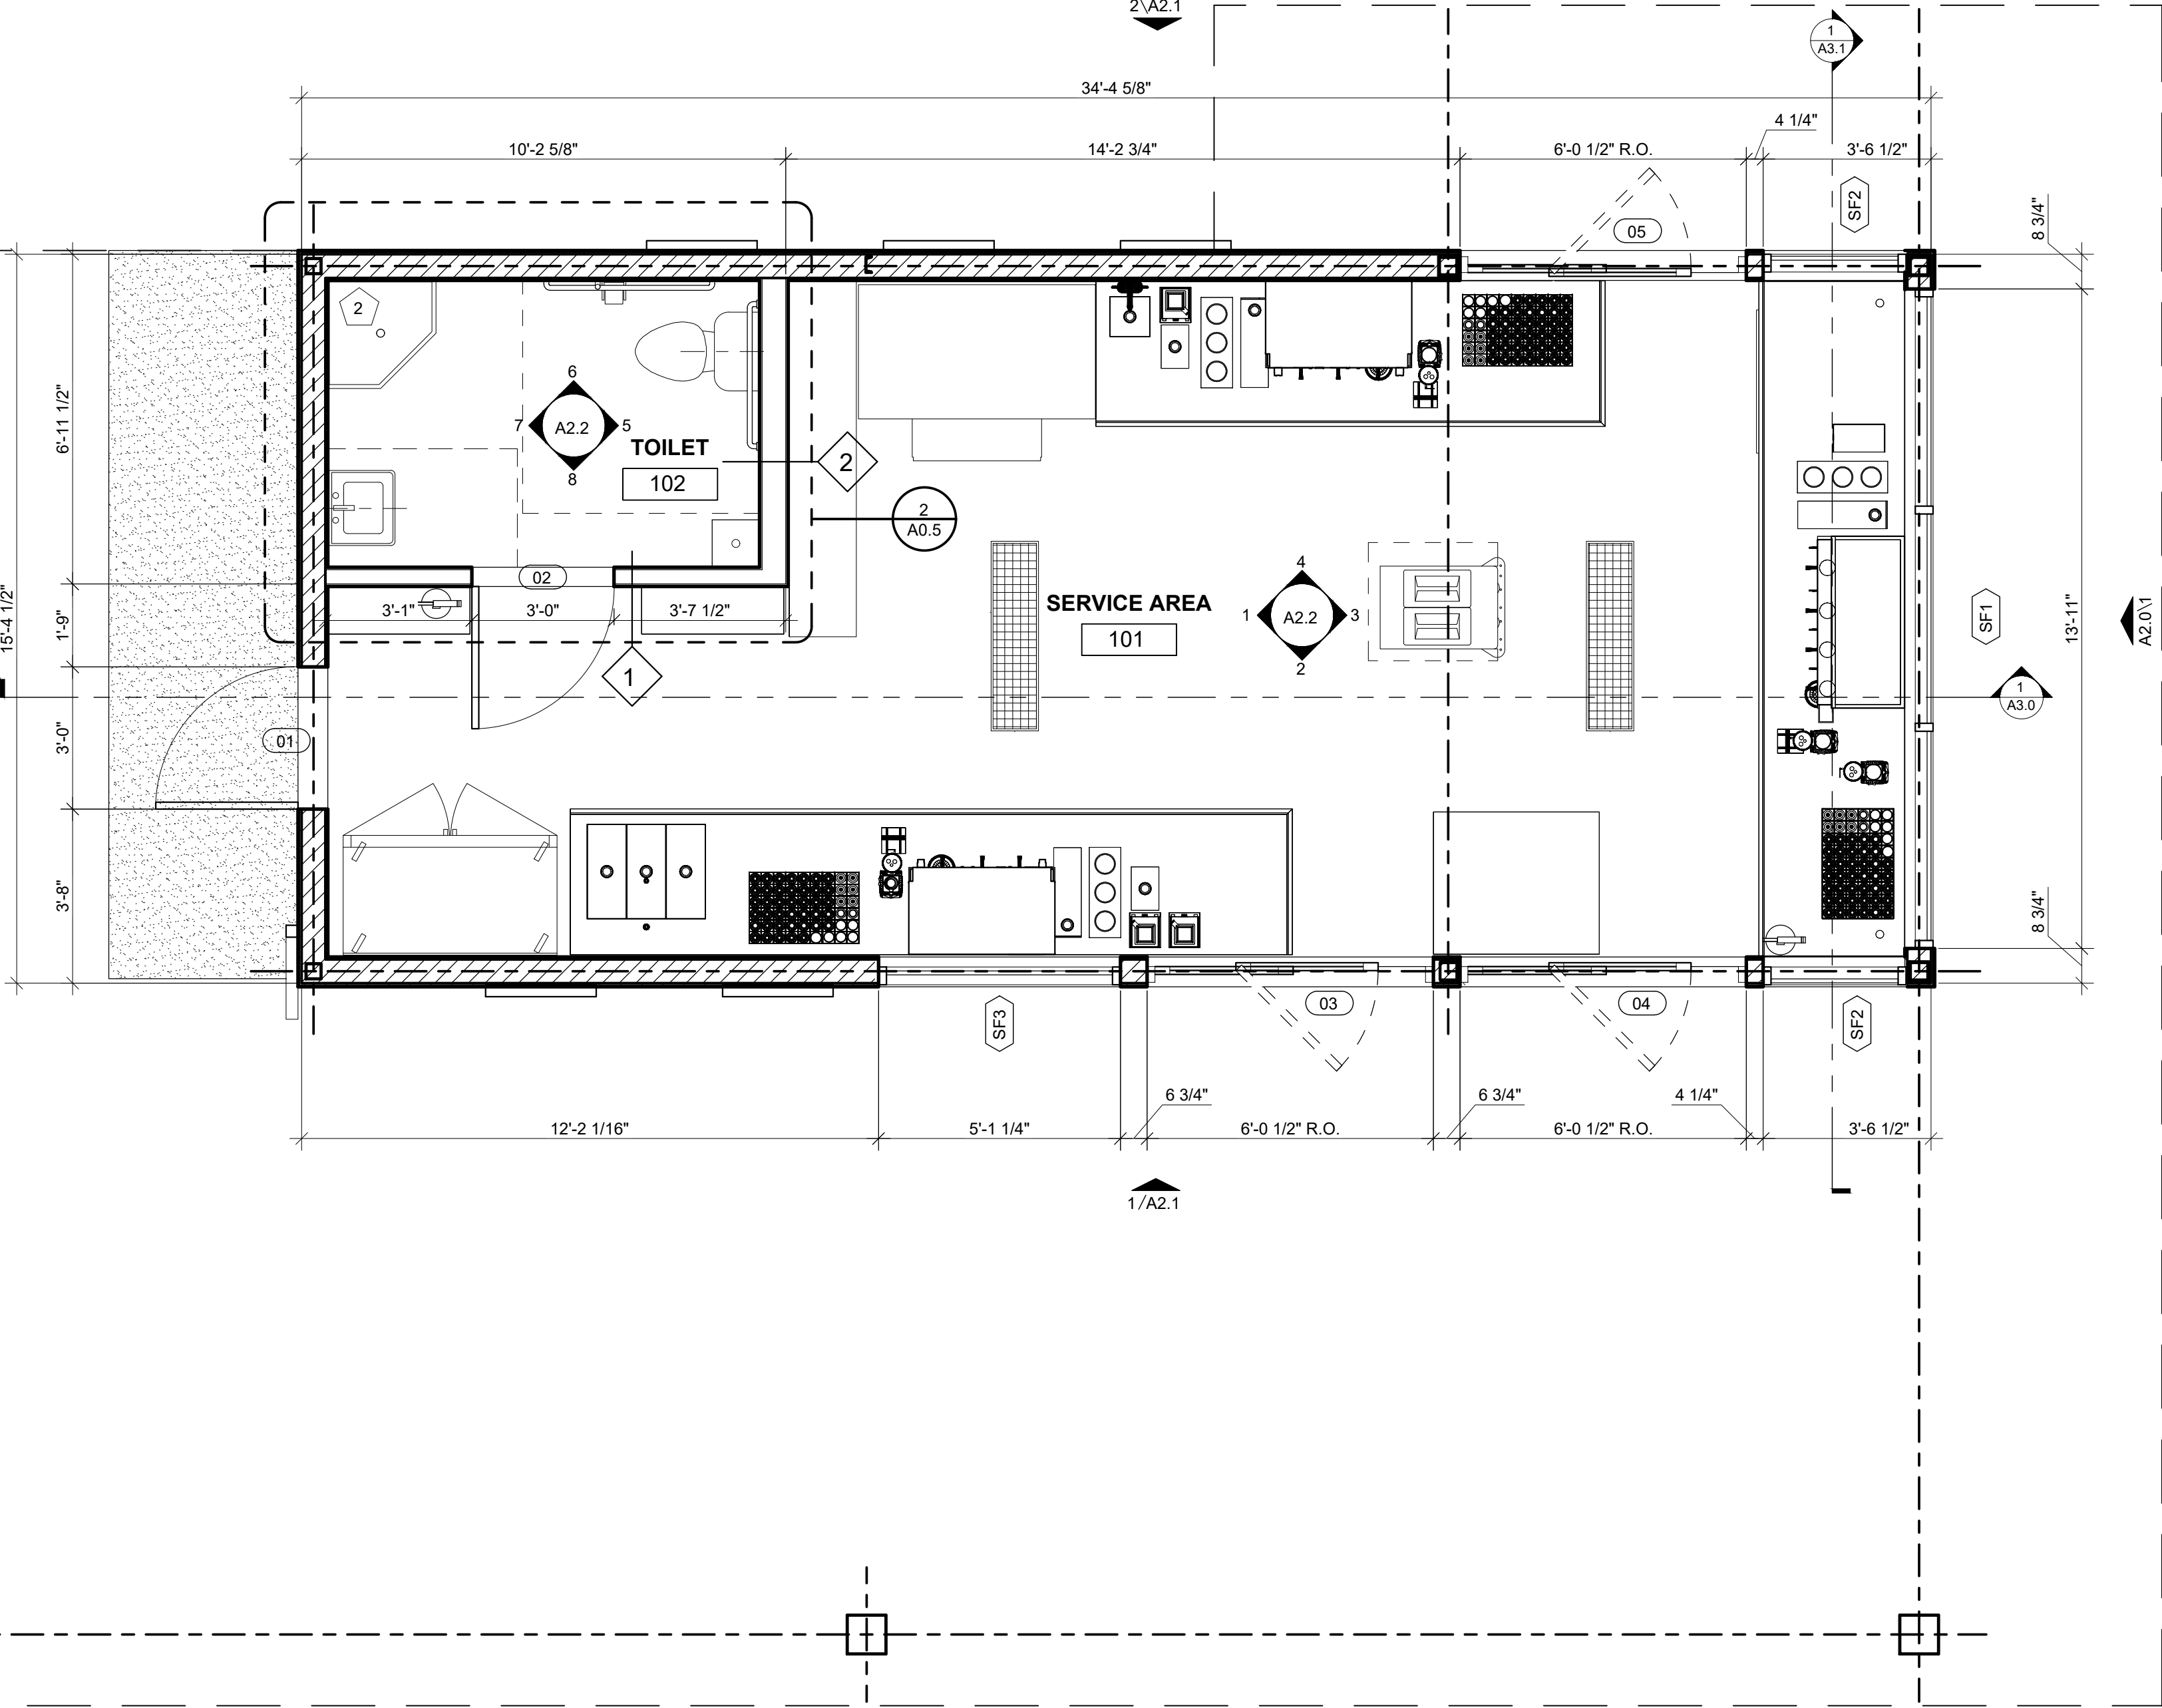 2\A2.1
1
A3.1
34'-4 5/8"
4 1/4"
10'-2 5/8"
14'-2 3/4"
6'-0 1/2" R.O.
3'-6 1/2"
SF2
8 3/4"
05
2
6
7
A2.2
5
8
TOILET
102
2
2
A0.5
6'-11 1/2"
15'-4 1/2"
1'-9"
3'-0"
3'-8"
02
3'-1"
3'-0"
3'-7 1/2"
1
01
SERVICE AREA
101
4
1
A2.2
3
2
SF1
13'-11"
A2.0\1
1
A3.0
8 3/4"
SF3
03
04
SF2
6 3/4"
6 3/4"
4 1/4"
12'-2 1/16"
5'-1 1/4"
6'-0 1/2" R.O.
6'-0 1/2" R.O.
3'-6 1/2"
1/A2.1